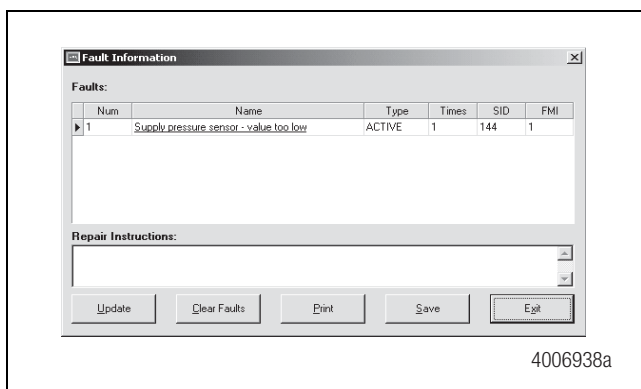 Fault Information
Faults:
Num Name Type Times SID FMI
1 Supply pressure sensor - value too low ACTIVE 1 144 1
Repair Instructions:
Update Clear Faults Print Save Exit
4006938a